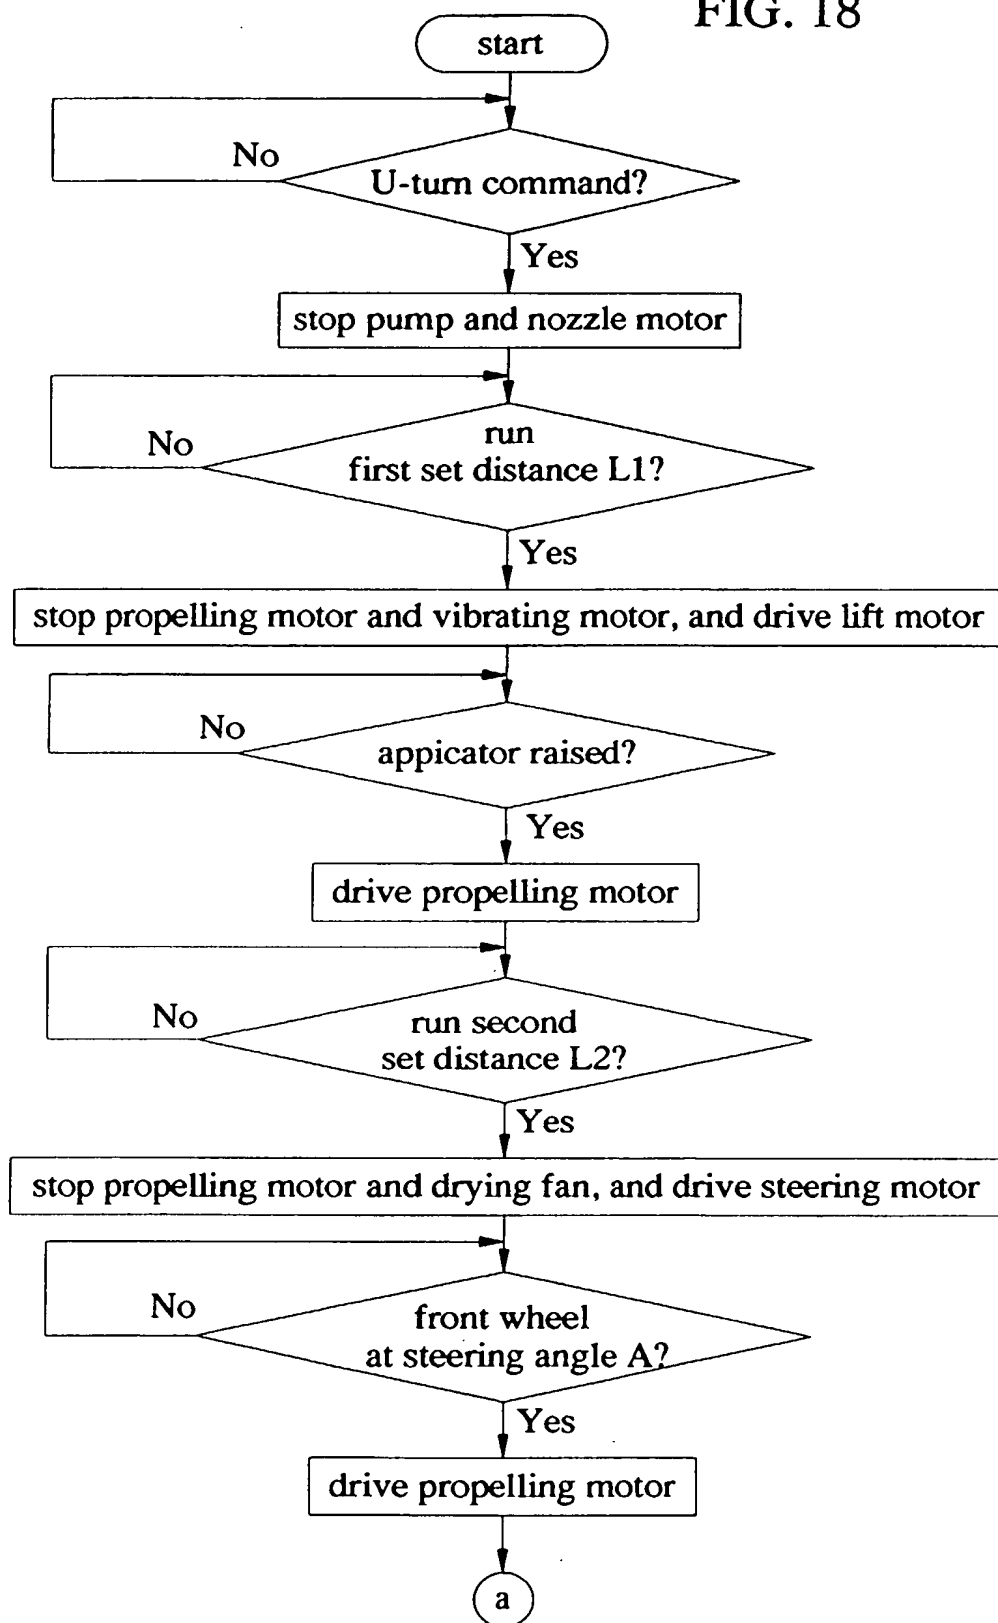 FIG. 18
start
No
U-turn command?
Yes
stop pump and nozzle motor
No
run
first set distance L1?
Yes
stop propelling motor and vibrating motor, and drive lift motor
No
appicator raised?
Yes
drive propelling motor
No
run second
set distance L2?
Yes
stop propelling motor and drying fan, and drive steering motor
No
front wheel
at steering angle A?
Yes
drive propelling motor
a